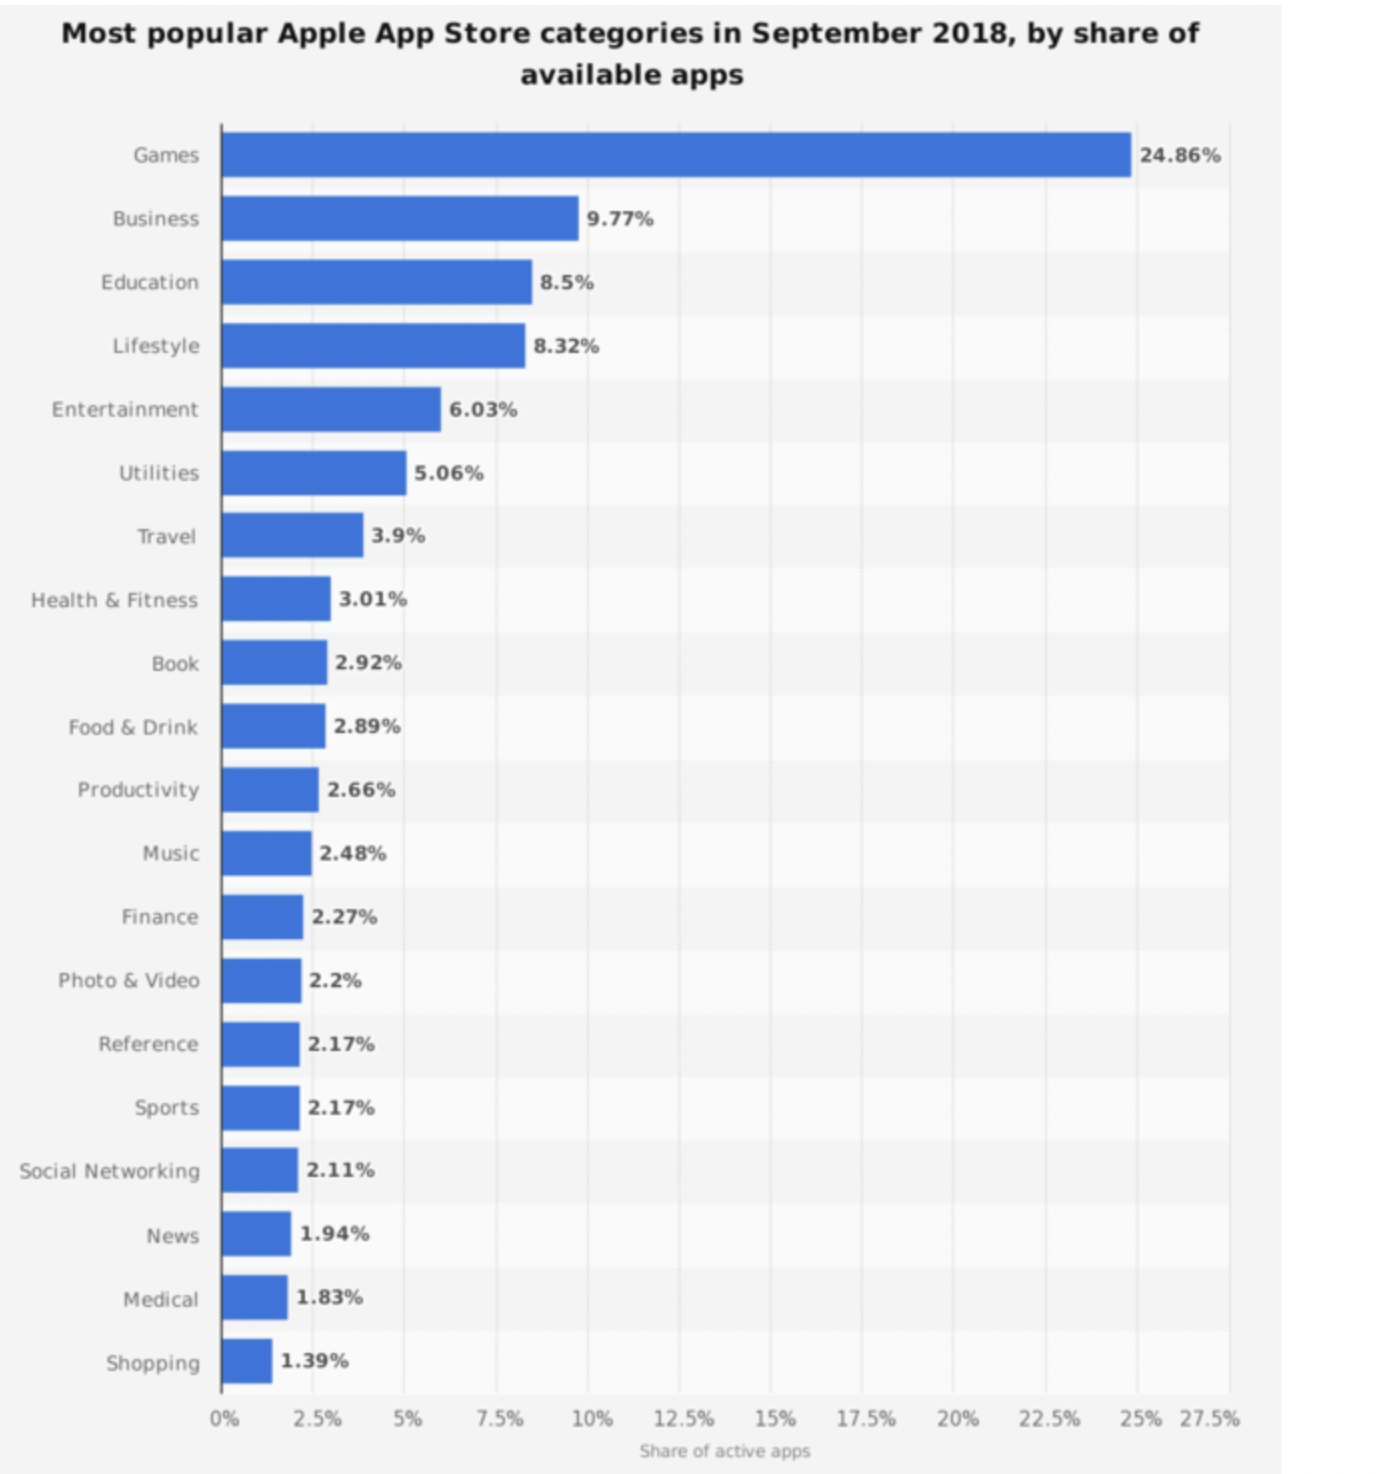 Most popular Apple App Store categories in September 2018, by share of
available apps
Games 24.86%
Business 9.77%
Education 8.5%
Lifestyle 8.32%
Entertainment 6.03%
Utilities 5.06%
Travel 3.9%
Health & Fitness 3.01%
Book 2.92%
Food & Drink 2.89%
Productivity 2.66%
Music 2.48%
Finance 2.27%
Photo & Video 2.2%
Reference 2.17%
Sports 2.17%
Social Networking 2.11%
News 1.94%
Medical 1.83%
Shopping 1.39%
0% 2.5% 5% 7.5% 10% 12.5% 15% 17.5% 20% 22.5% 25% 27.5%
Share of active apps